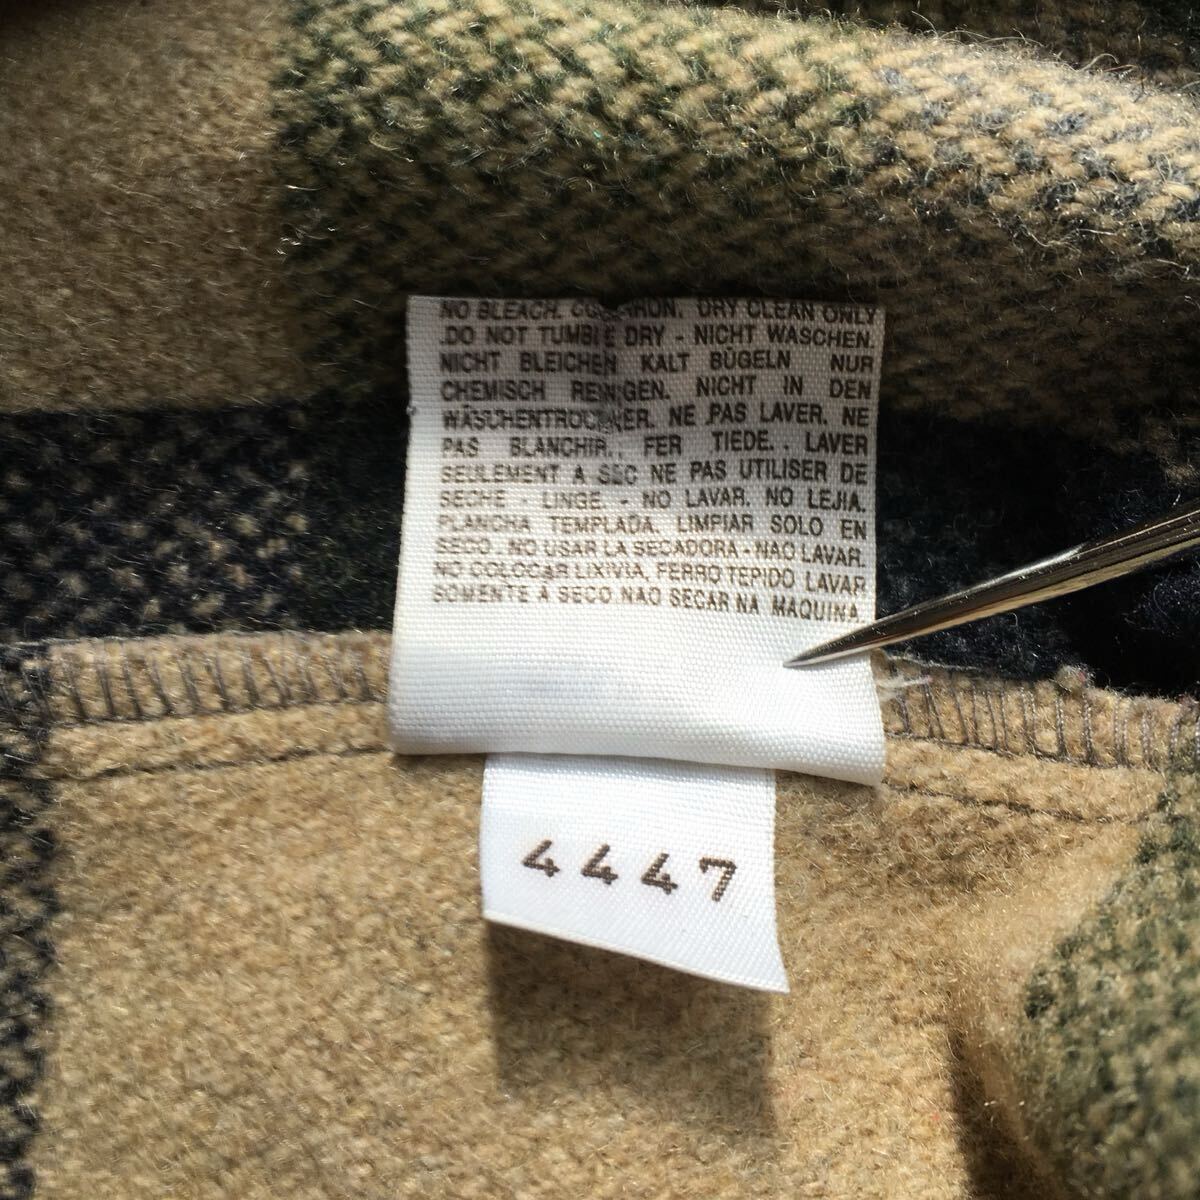 NO BLEACH. IRON. DRY CLEAN ONLY
.DO NOT TUMBLE DRY - NICHT WASCHEN.
NICHT BLEICHEN KALT BÜGELN NUR
CHEMISCH REINIGEN. NICHT IN DEN
WÄSCHENTROCKNER. NE PAS LAVER. NE
PAS BLANCHIR., FER TIEDE. . LAVER
SEULEMENT A SEC NE PAS UTILISER DE
SECHE - LINGE. - NO LAVAR. NO LEJIA.
PLANCHA TEMPLADA. LIMPIAR SOLO EN
SECO. NO USAR LA SECADORA - NAO LAVAR.
NO COLOCAR LIXIVIA, FERRO TEPIDO LAVAR
SOMENTE A SECO NAO SECAR NA MAQUINA
4447